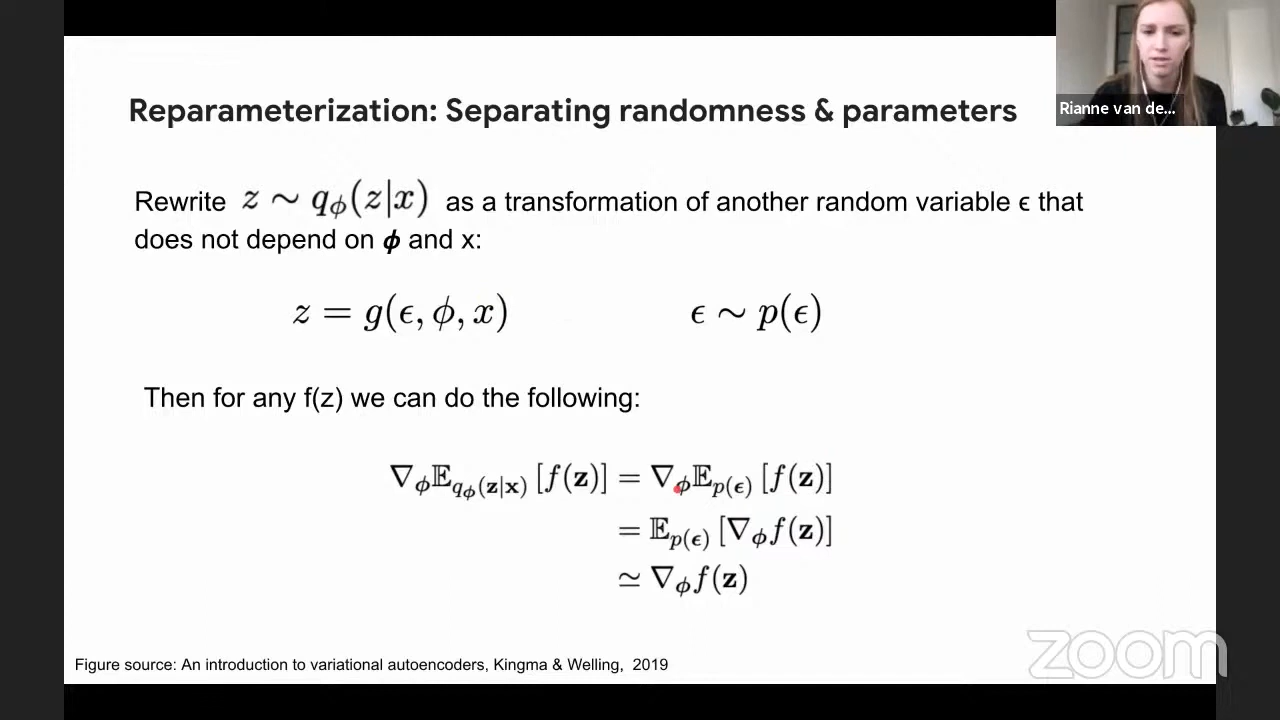 Reparameterization: Separating randomness & parameters
Rianne van de...
Rewrite z ∼ q_ϕ(z|x) as a transformation of another random variable ϵ that
does not depend on ϕ and x:
z = g(ϵ, ϕ, x) ϵ ∼ p(ϵ)
Then for any f(z) we can do the following:
∇_ϕ 𝔼_{q_ϕ(𝐳|𝐱)} [f(𝐳)] = ∇_ϕ 𝔼_{p(ϵ)} [f(𝐳)]
= 𝔼_{p(ϵ)} [∇_ϕ f(𝐳)]
≃ ∇_ϕ f(𝐳)
Figure source: An introduction to variational autoencoders, Kingma & Welling, 2019
zoom